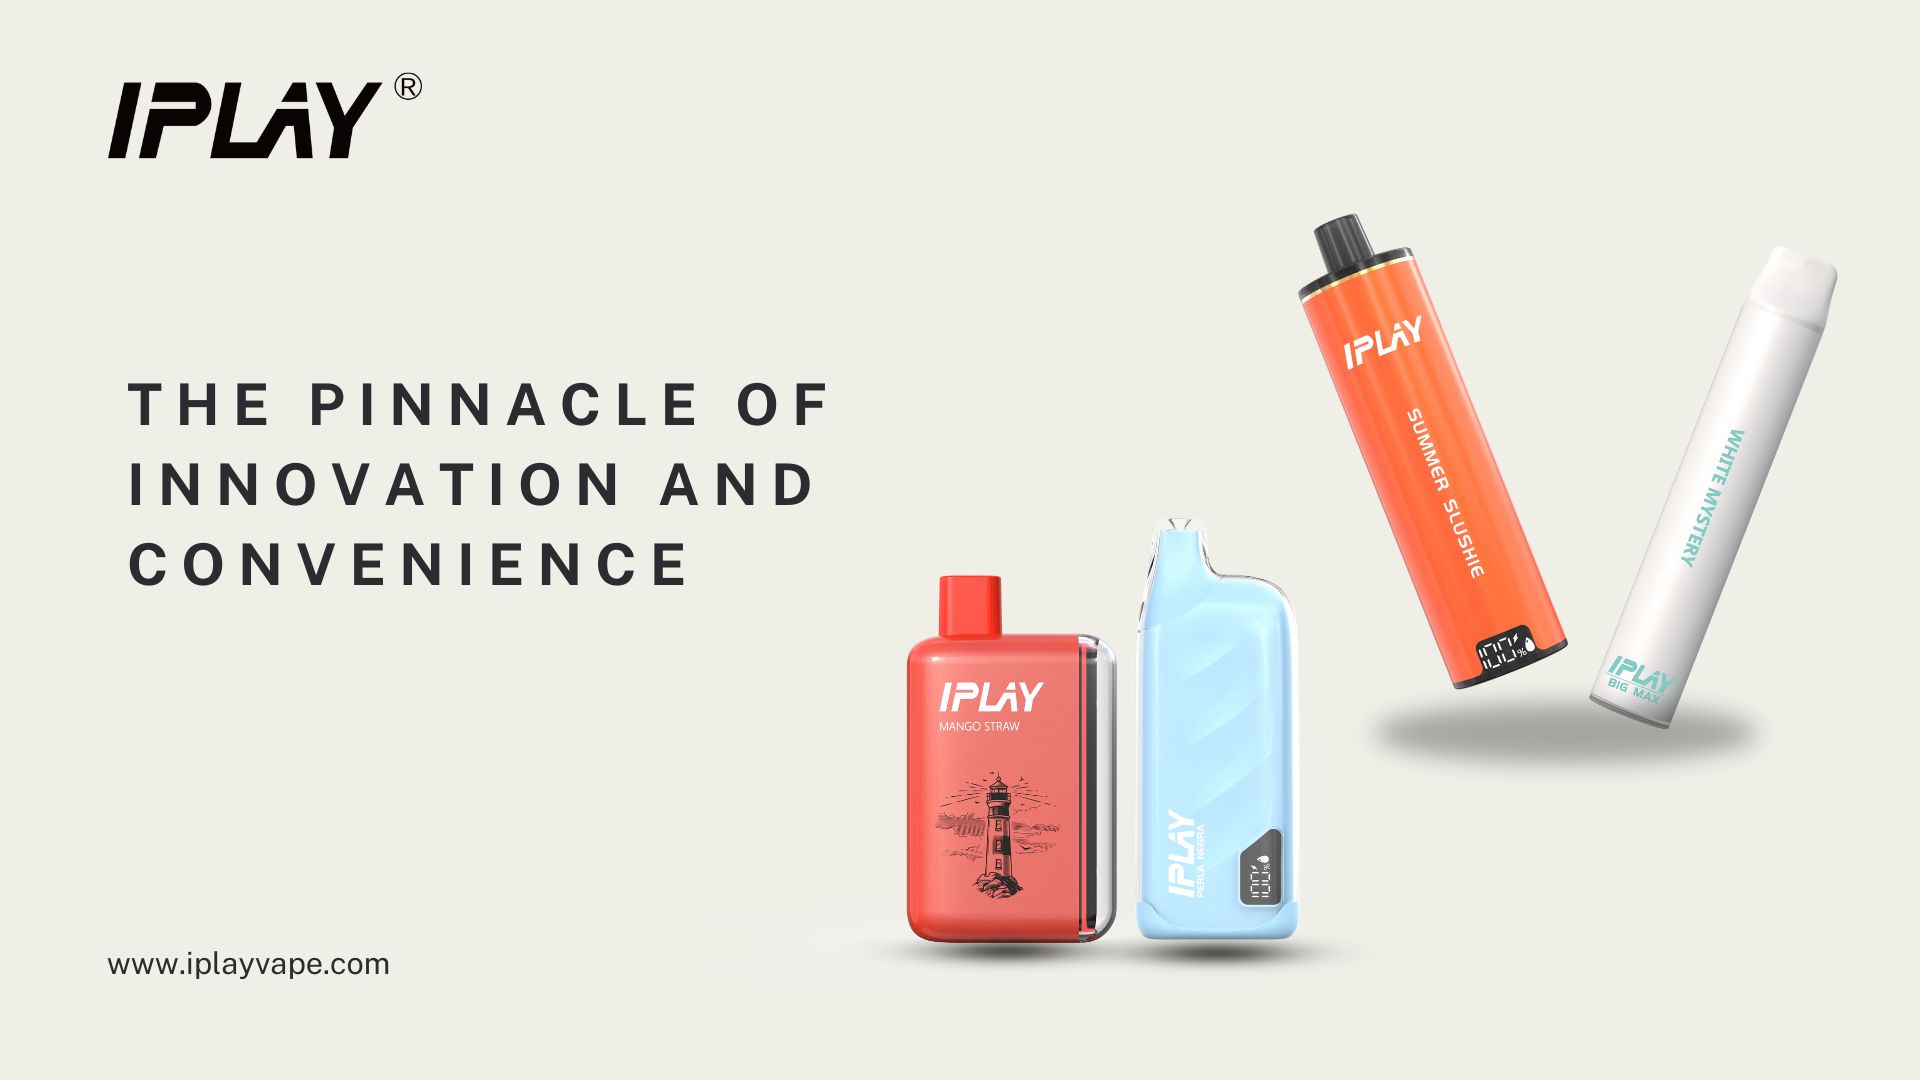 IPLAY®
THE PINNACLE OF
INNOVATION AND
CONVENIENCE
www.iplayvape.com
IPLAY
MANGO STRAW
IPLAY
PERLA NEGRA
100%
IPLAY
SUMMER SLUSHIE
100%
WHITE MYSTERY
IPLAY
BIG MAX